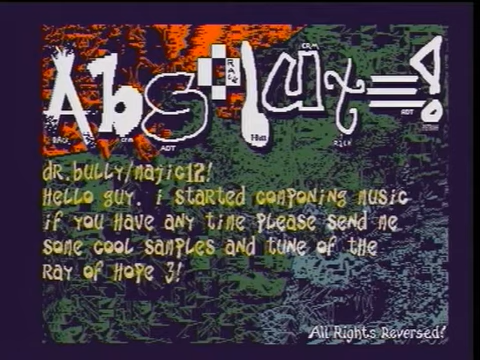 Absolute!
dr.bully/majic12!
Hello guy. i started componing music
if you have any time please send me
some cool samples and tune of the
Ray of Hope 3!
All Rights Reversed!